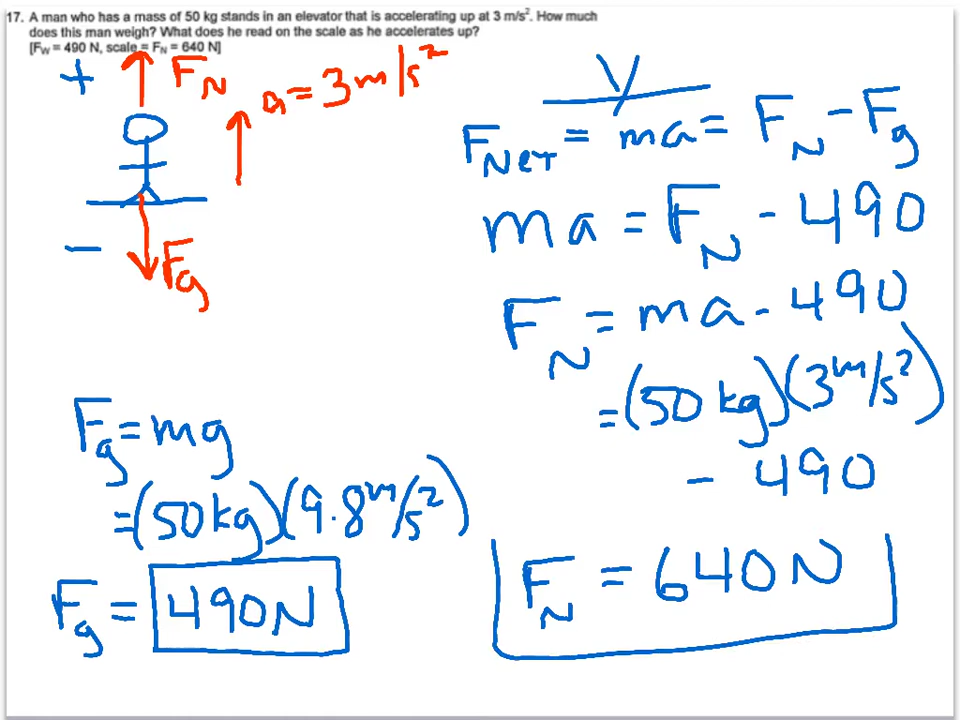 17. A man who has a mass of 50 kg stands in an elevator that is accelerating up at 3 m/s². How much
does this man weigh? What does he read on the scale as he accelerates up?
[Fw = 490 N, scale = FN = 640 N]
+
FN
a = 3 m/s²
-
Fg
Fg = mg
= (50 kg)(9.8 m/s²)
Fg = 490N
y
FNet = ma = FN - Fg
ma = FN - 490
FN = ma - 490
= (50 kg)(3 m/s²)
- 490
FN = 640 N